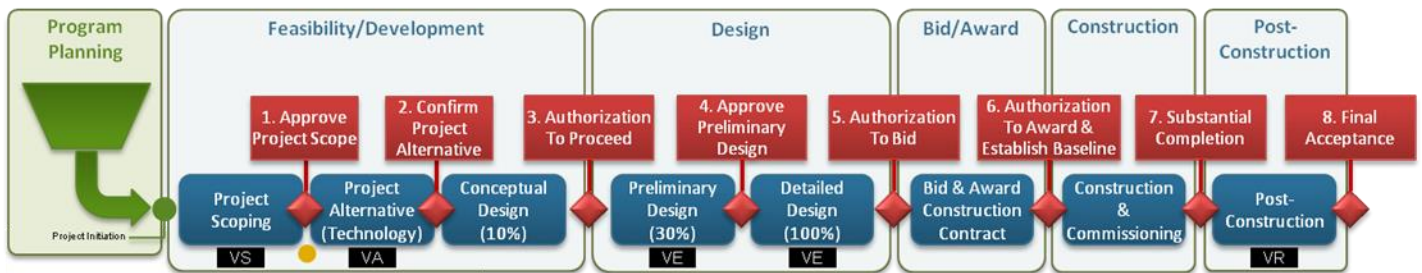 Program
Planning
Project Initiation
Feasibility/Development
Design
Bid/Award
Construction
Post-
Construction
1. Approve
Project Scope
2. Confirm
Project
Alternative
3. Authorization
To Proceed
4. Approve
Preliminary
Design
5. Authorization
To Bid
6. Authorization
To Award &
Establish Baseline
7. Substantial
Completion
8. Final
Acceptance
Project
Scoping
Project
Alternative
(Technology)
Conceptual
Design
(10%)
Preliminary
Design
(30%)
Detailed
Design
(100%)
Bid & Award
Construction
Contract
Construction
&
Commissioning
Post-
Construction
VS
VA
VE
VE
VR